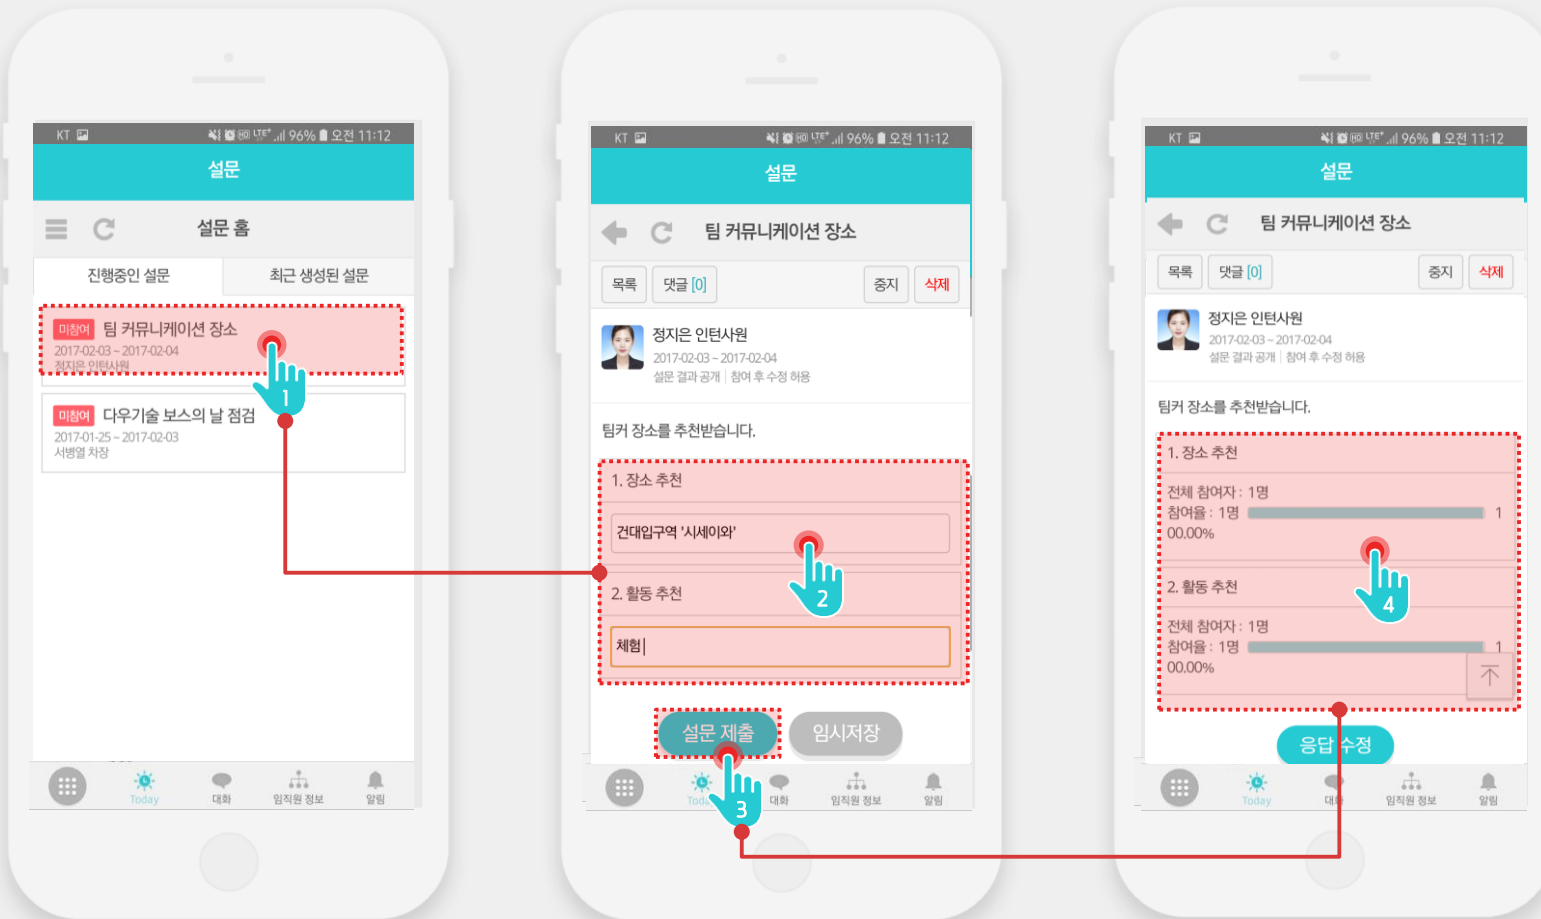 KT HD LTE+ 96% 오전 11:12
설문
설문 홈
진행중인 설문 최근 생성된 설문
미참여 팀 커뮤니케이션 장소
2017-02-03 ~ 2017-02-04
정지은 인턴사원
1
미참여 다우기술 보스의 날 점검
2017-01-25 ~ 2017-02-03
서병열 차장
Today 대화 임직원 정보 알림
KT HD LTE+ 96% 오전 11:12
설문
팀 커뮤니케이션 장소
목록 댓글 [0] 중지 삭제
정지은 인턴사원
2017-02-03 ~ 2017-02-04
설문 결과 공개 | 참여 후 수정 허용
팀커 장소를 추천받습니다.
1. 장소 추천
건대입구역 '시세이와'
2
2. 활동 추천
체험
설문 제출 임시저장
3
대화 임직원 정보 알림
KT HD LTE+ 96% 오전 11:12
설문
팀 커뮤니케이션 장소
목록 댓글 [0] 중지 삭제
정지은 인턴사원
2017-02-03 ~ 2017-02-04
설문 결과 공개 | 참여 후 수정 허용
팀커 장소를 추천받습니다.
1. 장소 추천
전체 참여자 : 1명
참여율 : 1명 1
00.00%
4
2. 활동 추천
전체 참여자 : 1명
참여율 : 1명 1
00.00%
응답 수정
Today 대화 임직원 정보 알림